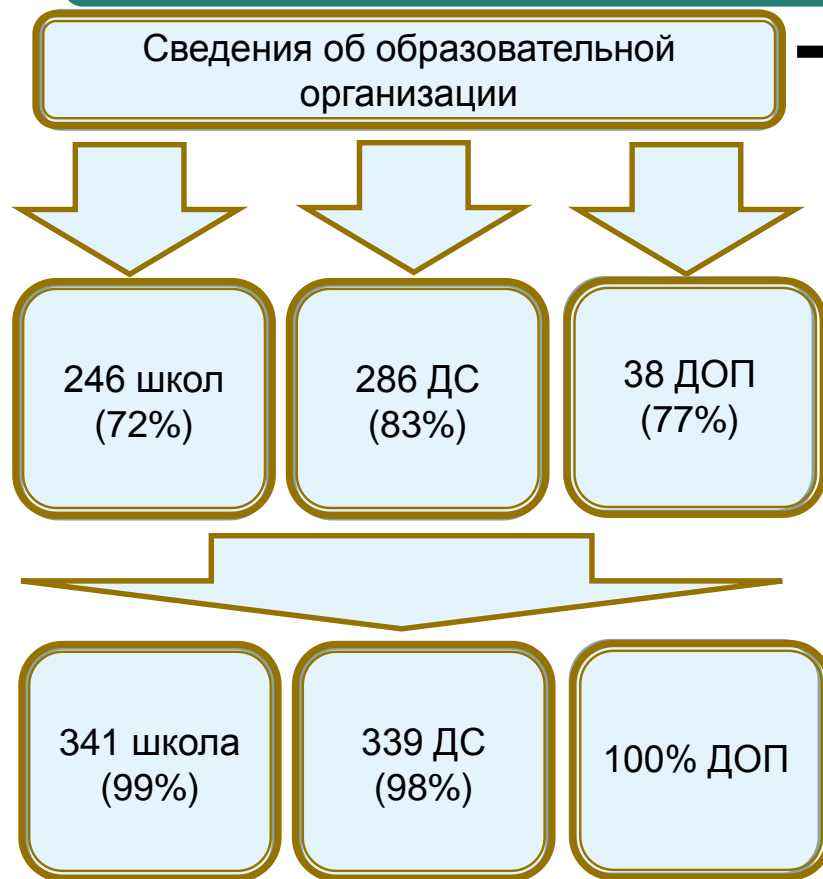 Сведения об образовательной
организации
246 школ
(72%)
286 ДС
(83%)
38 ДОП
(77%)
341 школа
(99%)
339 ДС
(98%)
100% ДОП